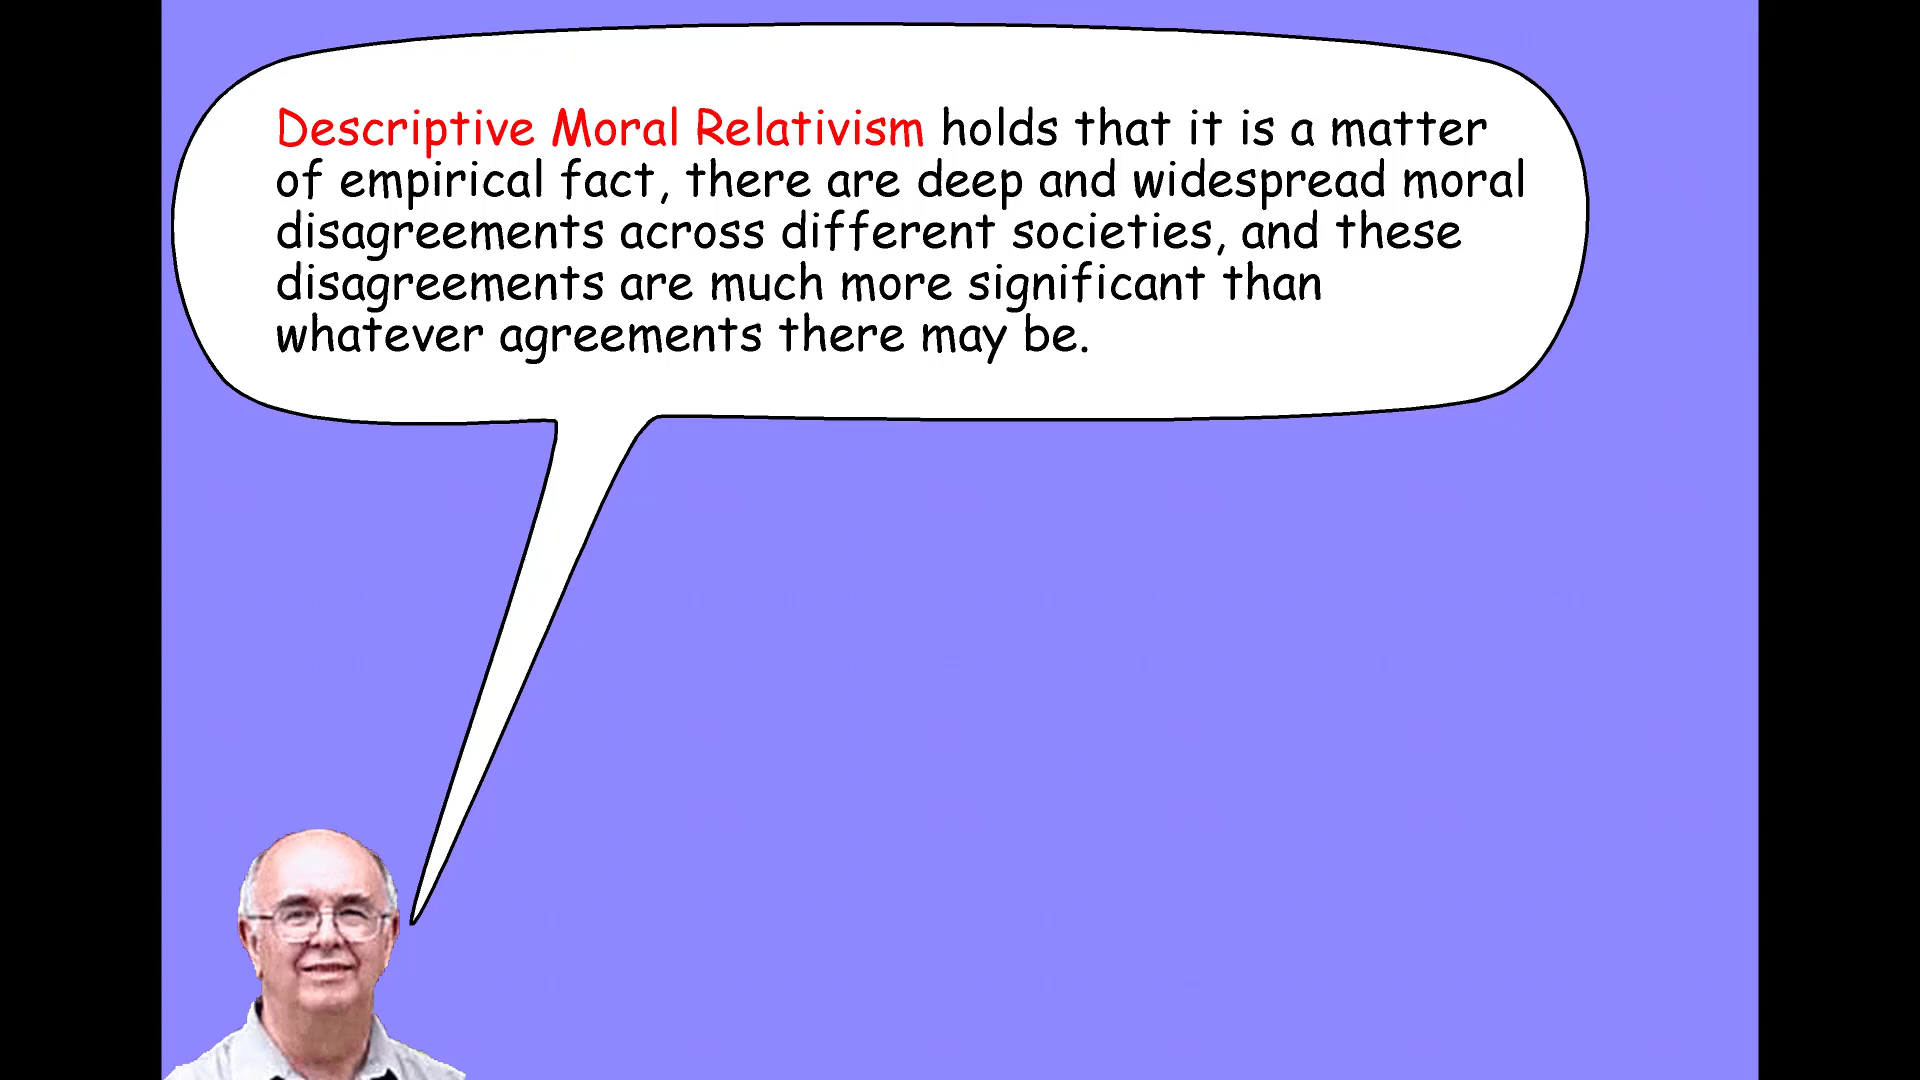 Descriptive Moral Relativism holds that it is a matter
of empirical fact, there are deep and widespread moral
disagreements across different societies, and these
disagreements are much more significant than
whatever agreements there may be.